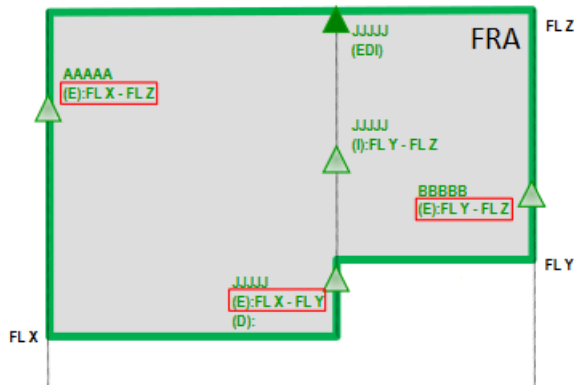 FL Z
JJJJJ
(EDI)
FRA
AAAAA
(E):FL X - FL Z
JJJJJ
(I):FL Y - FL Z
BBBBB
(E):FL Y - FL Z
FL Y
JJJJJ
(E):FL X - FL Y
(D):
FL X